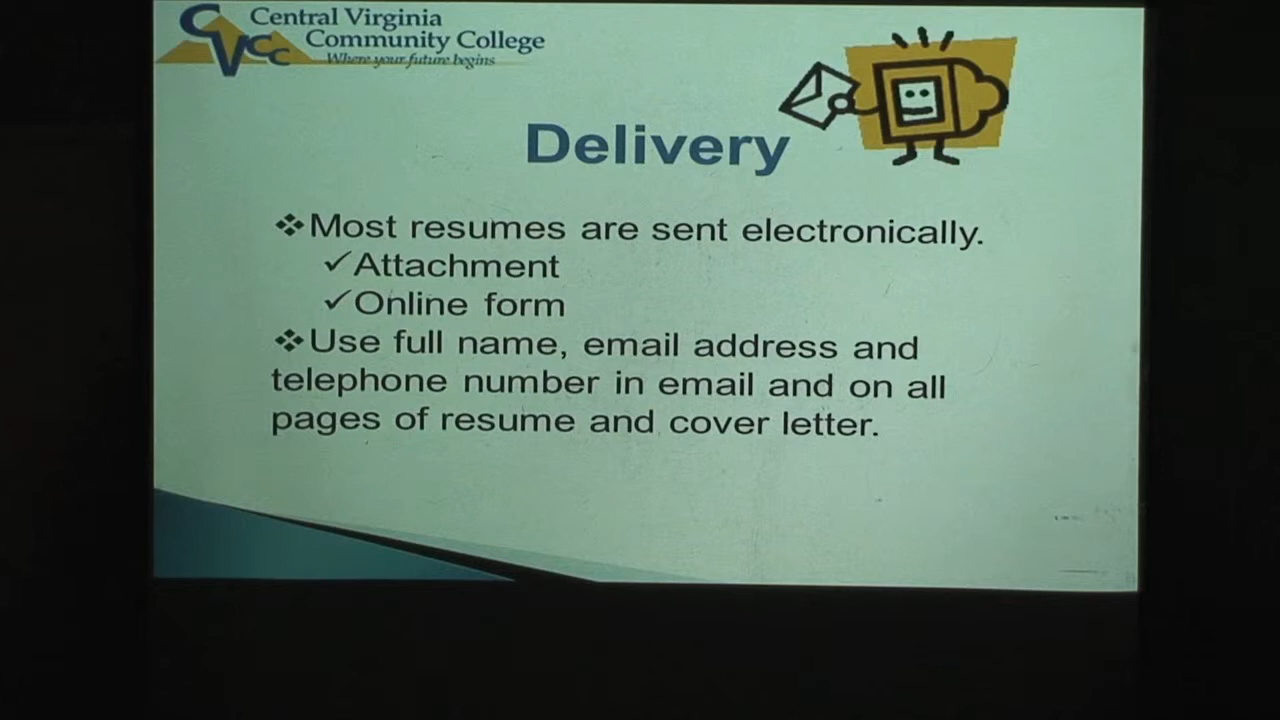 Central Virginia
Community College
CVCC
Where your future begins
Delivery
❖Most resumes are sent electronically.
✓Attachment
✓Online form
❖Use full name, email address and
telephone number in email and on all
pages of resume and cover letter.